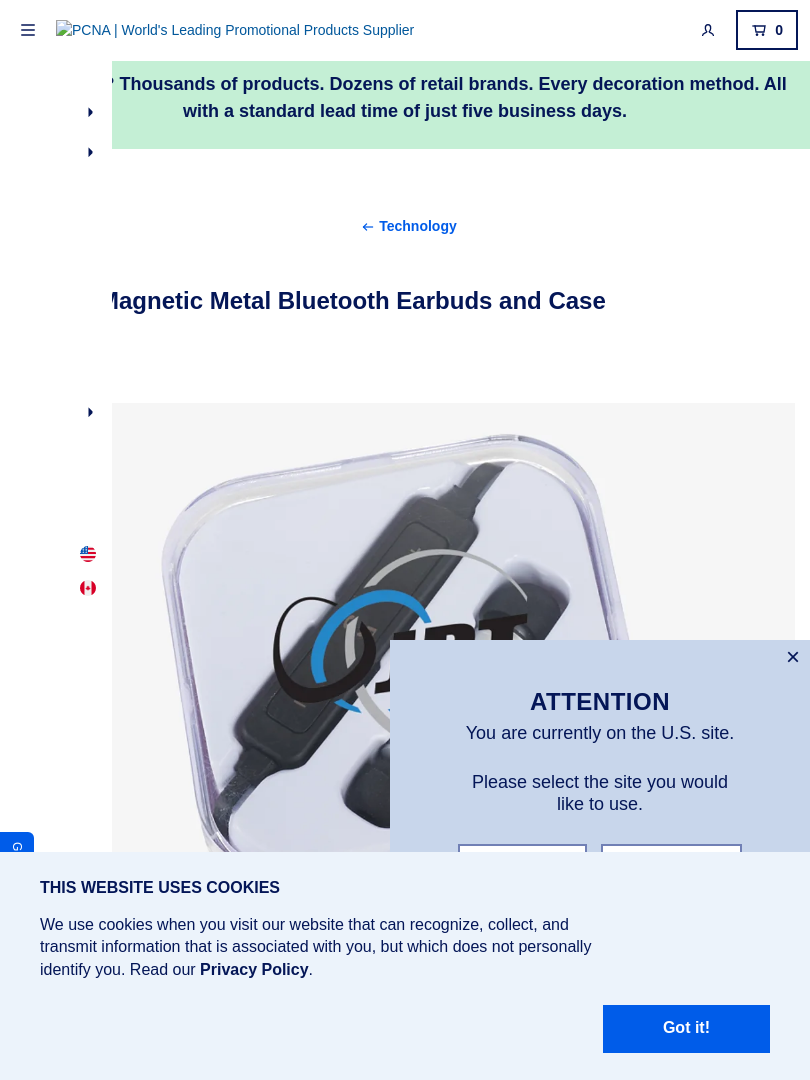 PCNA | World's Leading Promotional Products Supplier
0
? Thousands of products. Dozens of retail brands. Every decoration method. All
with a standard lead time of just five business days.
← Technology
Magnetic Metal Bluetooth Earbuds and Case
ATTENTION
You are currently on the U.S. site.
Please select the site you would
like to use.
G
THIS WEBSITE USES COOKIES
We use cookies when you visit our website that can recognize, collect, and
transmit information that is associated with you, but which does not personally
identify you. Read our Privacy Policy.
Got it!